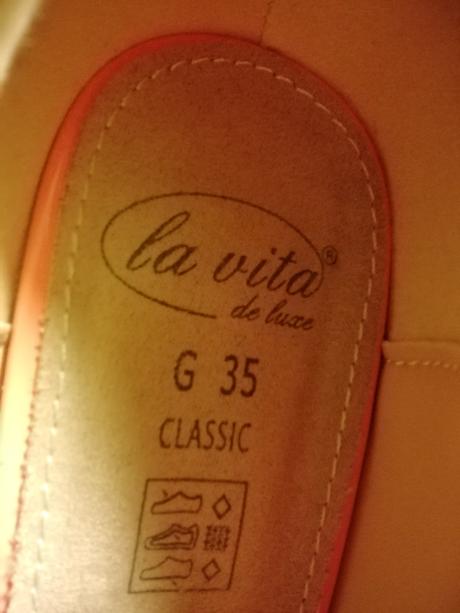 la vita®
de luxe
G 35
CLASSIC